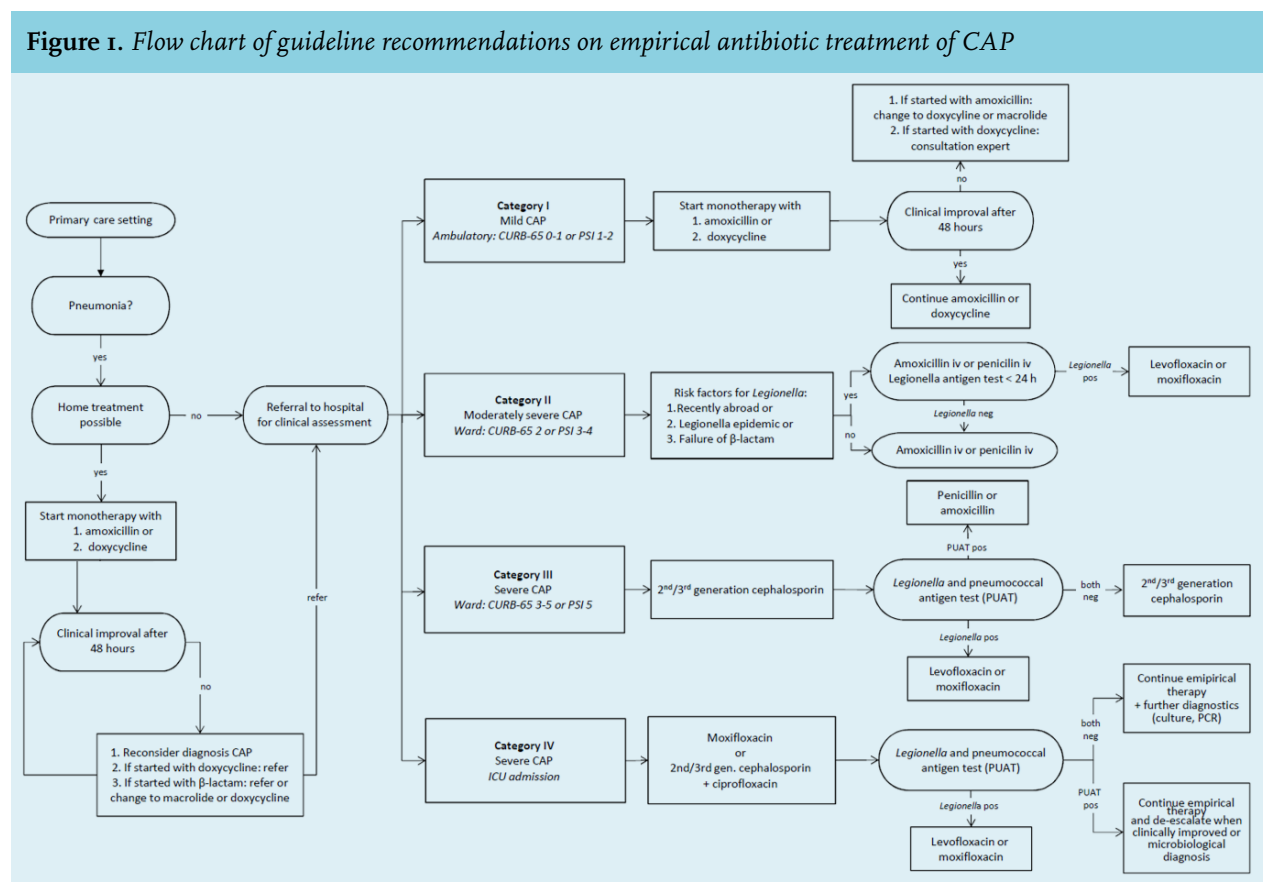 Figure 1. Flow chart of guideline recommendations on empirical antibiotic treatment of CAP
Primary care setting
Pneumonia?
yes
Home treatment
possible
no
yes
Start monotherapy with
1. amoxicillin or
2. doxycycline
Clinical improval after
48 hours
no
1. Reconsider diagnosis CAP
2. If started with doxycycline: refer
3. If started with β-lactam: refer or
change to macrolide or doxycycline
refer
Referral to hospital
for clinical assessment
Category I
Mild CAP
Ambulatory: CURB-65 0-1 or PSI 1-2
Start monotherapy with
1. amoxicillin or
2. doxycycline
Clinical improval after
48 hours
no
1. If started with amoxicillin:
change to doxycyline or macrolide
2. If started with doxycycline:
consultation expert
yes
Continue amoxicillin or
doxycycline
Category II
Moderately severe CAP
Ward: CURB-65 2 or PSI 3-4
Risk factors for Legionella:
1.Recently abroad or
2. Legionella epidemic or
3. Failure of β-lactam
yes
no
Amoxicillin iv or penicilin iv
Legionella antigen test < 24 h
Legionella
pos
Levofloxacin or
moxifloxacin
Legionella neg
Amoxicillin iv or penicilin iv
Category III
Severe CAP
Ward: CURB-65 3-5 or PSI 5
2nd/3rd generation cephalosporin
Legionella and pneumococcal
antigen test (PUAT)
PUAT pos
Penicillin or
amoxicillin
both
neg
2nd/3rd generation
cephalosporin
Legionella pos
Levofloxacin or
moxifloxacin
Category IV
Severe CAP
ICU admission
Moxifloxacin
or
2nd/3rd gen. cephalosporin
+ ciprofloxacin
Legionella and pneumococcal
antigen test (PUAT)
both
neg
Continue emipirical
therapy
+ further diagnostics
(culture, PCR)
PUAT
pos
Continue empirical
therapy
and de-escalate when
clinically improved or
microbiological
diagnosis
Legionella pos
Levofloxacin or
moxifloxacin